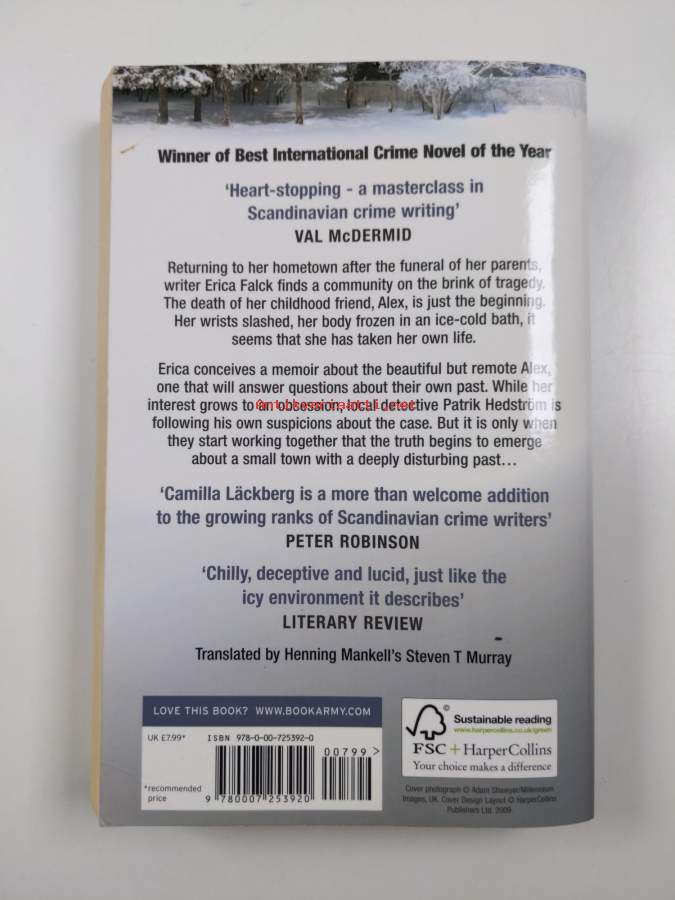 Winner of Best International Crime Novel of the Year
‘Heart-stopping - a masterclass in
Scandinavian crime writing’
VAL McDERMID
Returning to her hometown after the funeral of her parents,
writer Erica Falck finds a community on the brink of tragedy.
The death of her childhood friend, Alex, is just the beginning.
Her wrists slashed, her body frozen in an ice-cold bath, it
seems that she has taken her own life.
Erica conceives a memoir about the beautiful but remote Alex,
one that will answer questions about their own past. While her
interest grows to an obsession, local detective Patrik Hedström is
following his own suspicions about the case. But it is only when
they start working together that the truth begins to emerge
about a small town with a deeply disturbing past…
‘Camilla Läckberg is a more than welcome addition
to the growing ranks of Scandinavian crime writers’
PETER ROBINSON
‘Chilly, deceptive and lucid, just like the
icy environment it describes’
LITERARY REVIEW
Translated by Henning Mankell’s Steven T Murray
LOVE THIS BOOK? WWW.BOOKARMY.COM
UK £7.99*
ISBN 978-0-00-725392-0
00799 >
*recommended
price
9 780007 253920
©
Sustainable reading
www.harpercollins.co.uk/green
FSC + HarperCollins
Your choice makes a difference
Cover photograph © Adam Shawyer/Millennium
Images, UK. Cover Design Layout © HarperCollins
Publishers Ltd. 2009.